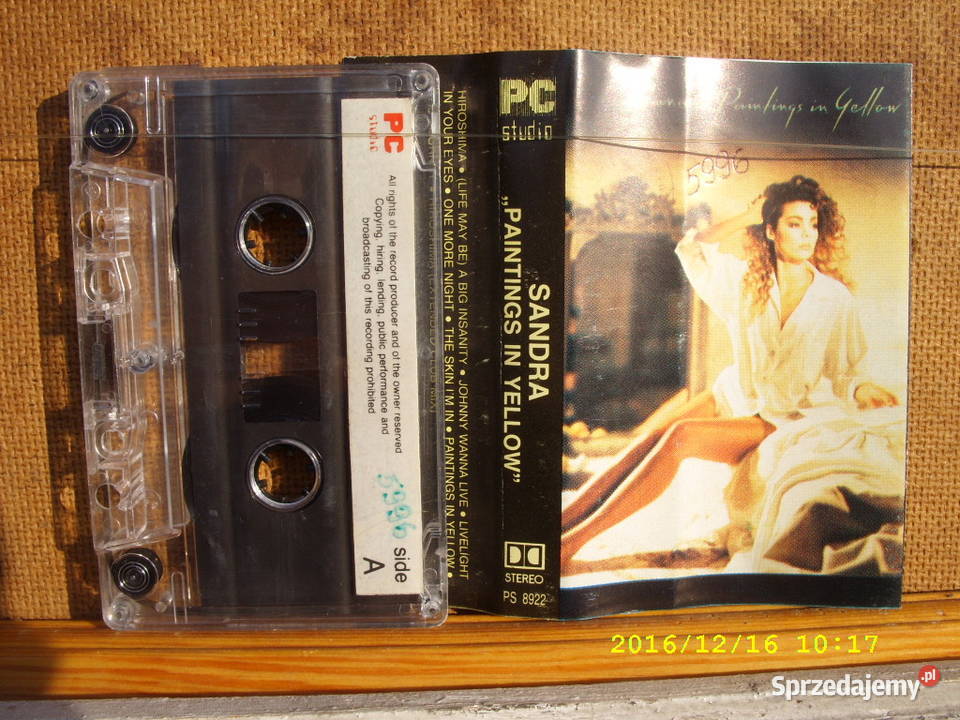 PC
studio
All rights of the record producer and of the owner reserved
Copying, hiring, lending, public performance and
broadcasting of this recording prohibited
5996
side
A
HIROSHIMA • (LIFE MAY BE) A BIG INSANITY • JOHNNY WANNA LIVE • LIVELIGHT
IN YOUR EYES • ONE MORE NIGHT • THE SKIN I'M IN • PAINTINGS IN YELLOW •
HIROSHIMA (EXTENDED
PC
studio
SANDRA
„PAINTINGS IN YELLOW”
STEREO
PS 8922
Paintings in Yellow
5996
2016/12/16 10:17
Sprzedajemy.pl